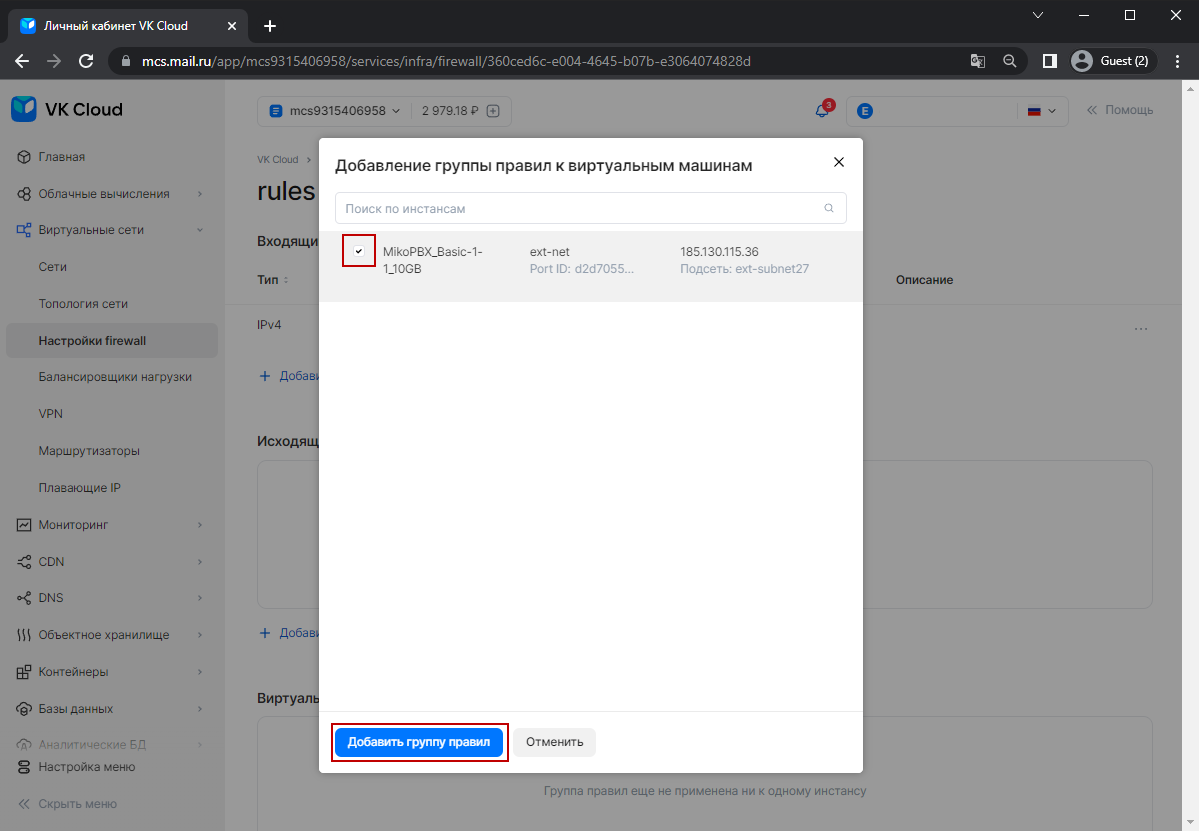 Личный кабинет VK Cloud
mcs.mail.ru/app/mcs9315406958/services/infra/firewall/360ced6c-e004-4645-b07b-e3064074828d
Guest (2)
VK Cloud
mcs9315406958
2 979.18 ₽
3
E
Помощь
Главная
Облачные вычисления
Виртуальные сети
Сети
Топология сети
Настройки firewall
Балансировщики нагрузки
VPN
Маршрутизаторы
Плавающие IP
Мониторинг
CDN
DNS
Объектное хранилище
Контейнеры
Базы данных
Аналитические БД
Настройка меню
Скрыть меню
VK Cloud
rules
Входящи
Тип
Описание
IPv4
Добави
Исходящ
Добави
Виртуаль
Группа правил еще не применена ни к одному инстансу
Добавление группы правил к виртуальным машинам
Поиск по инстансам
MikoPBX_Basic-1-
1_10GB
ext-net
Port ID: d2d7055...
185.130.115.36
Подсеть: ext-subnet27
Добавить группу правил
Отменить